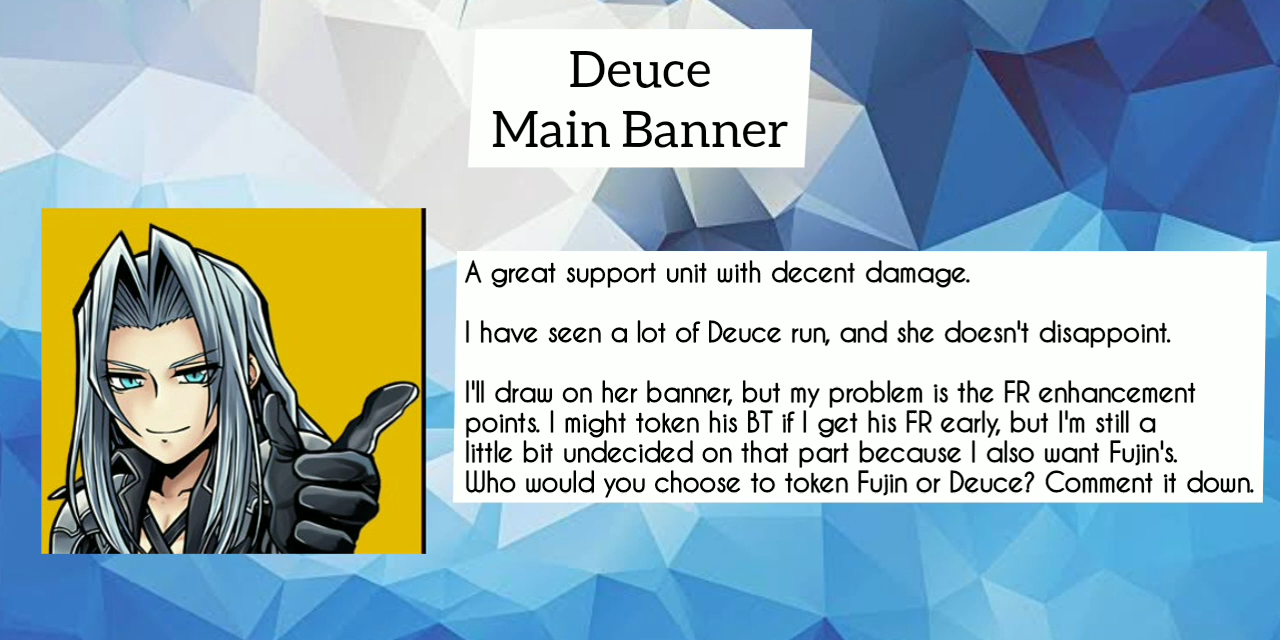 Deuce
Main Banner
A great support unit with decent damage.
I have seen a lot of Deuce run, and she doesn't disappoint.
I'll draw on her banner, but my problem is the FR enhancement
points. I might token his BT if I get his FR early, but I'm still a
little bit undecided on that part because I also want Fujin's.
Who would you choose to token Fujin or Deuce? Comment it down.